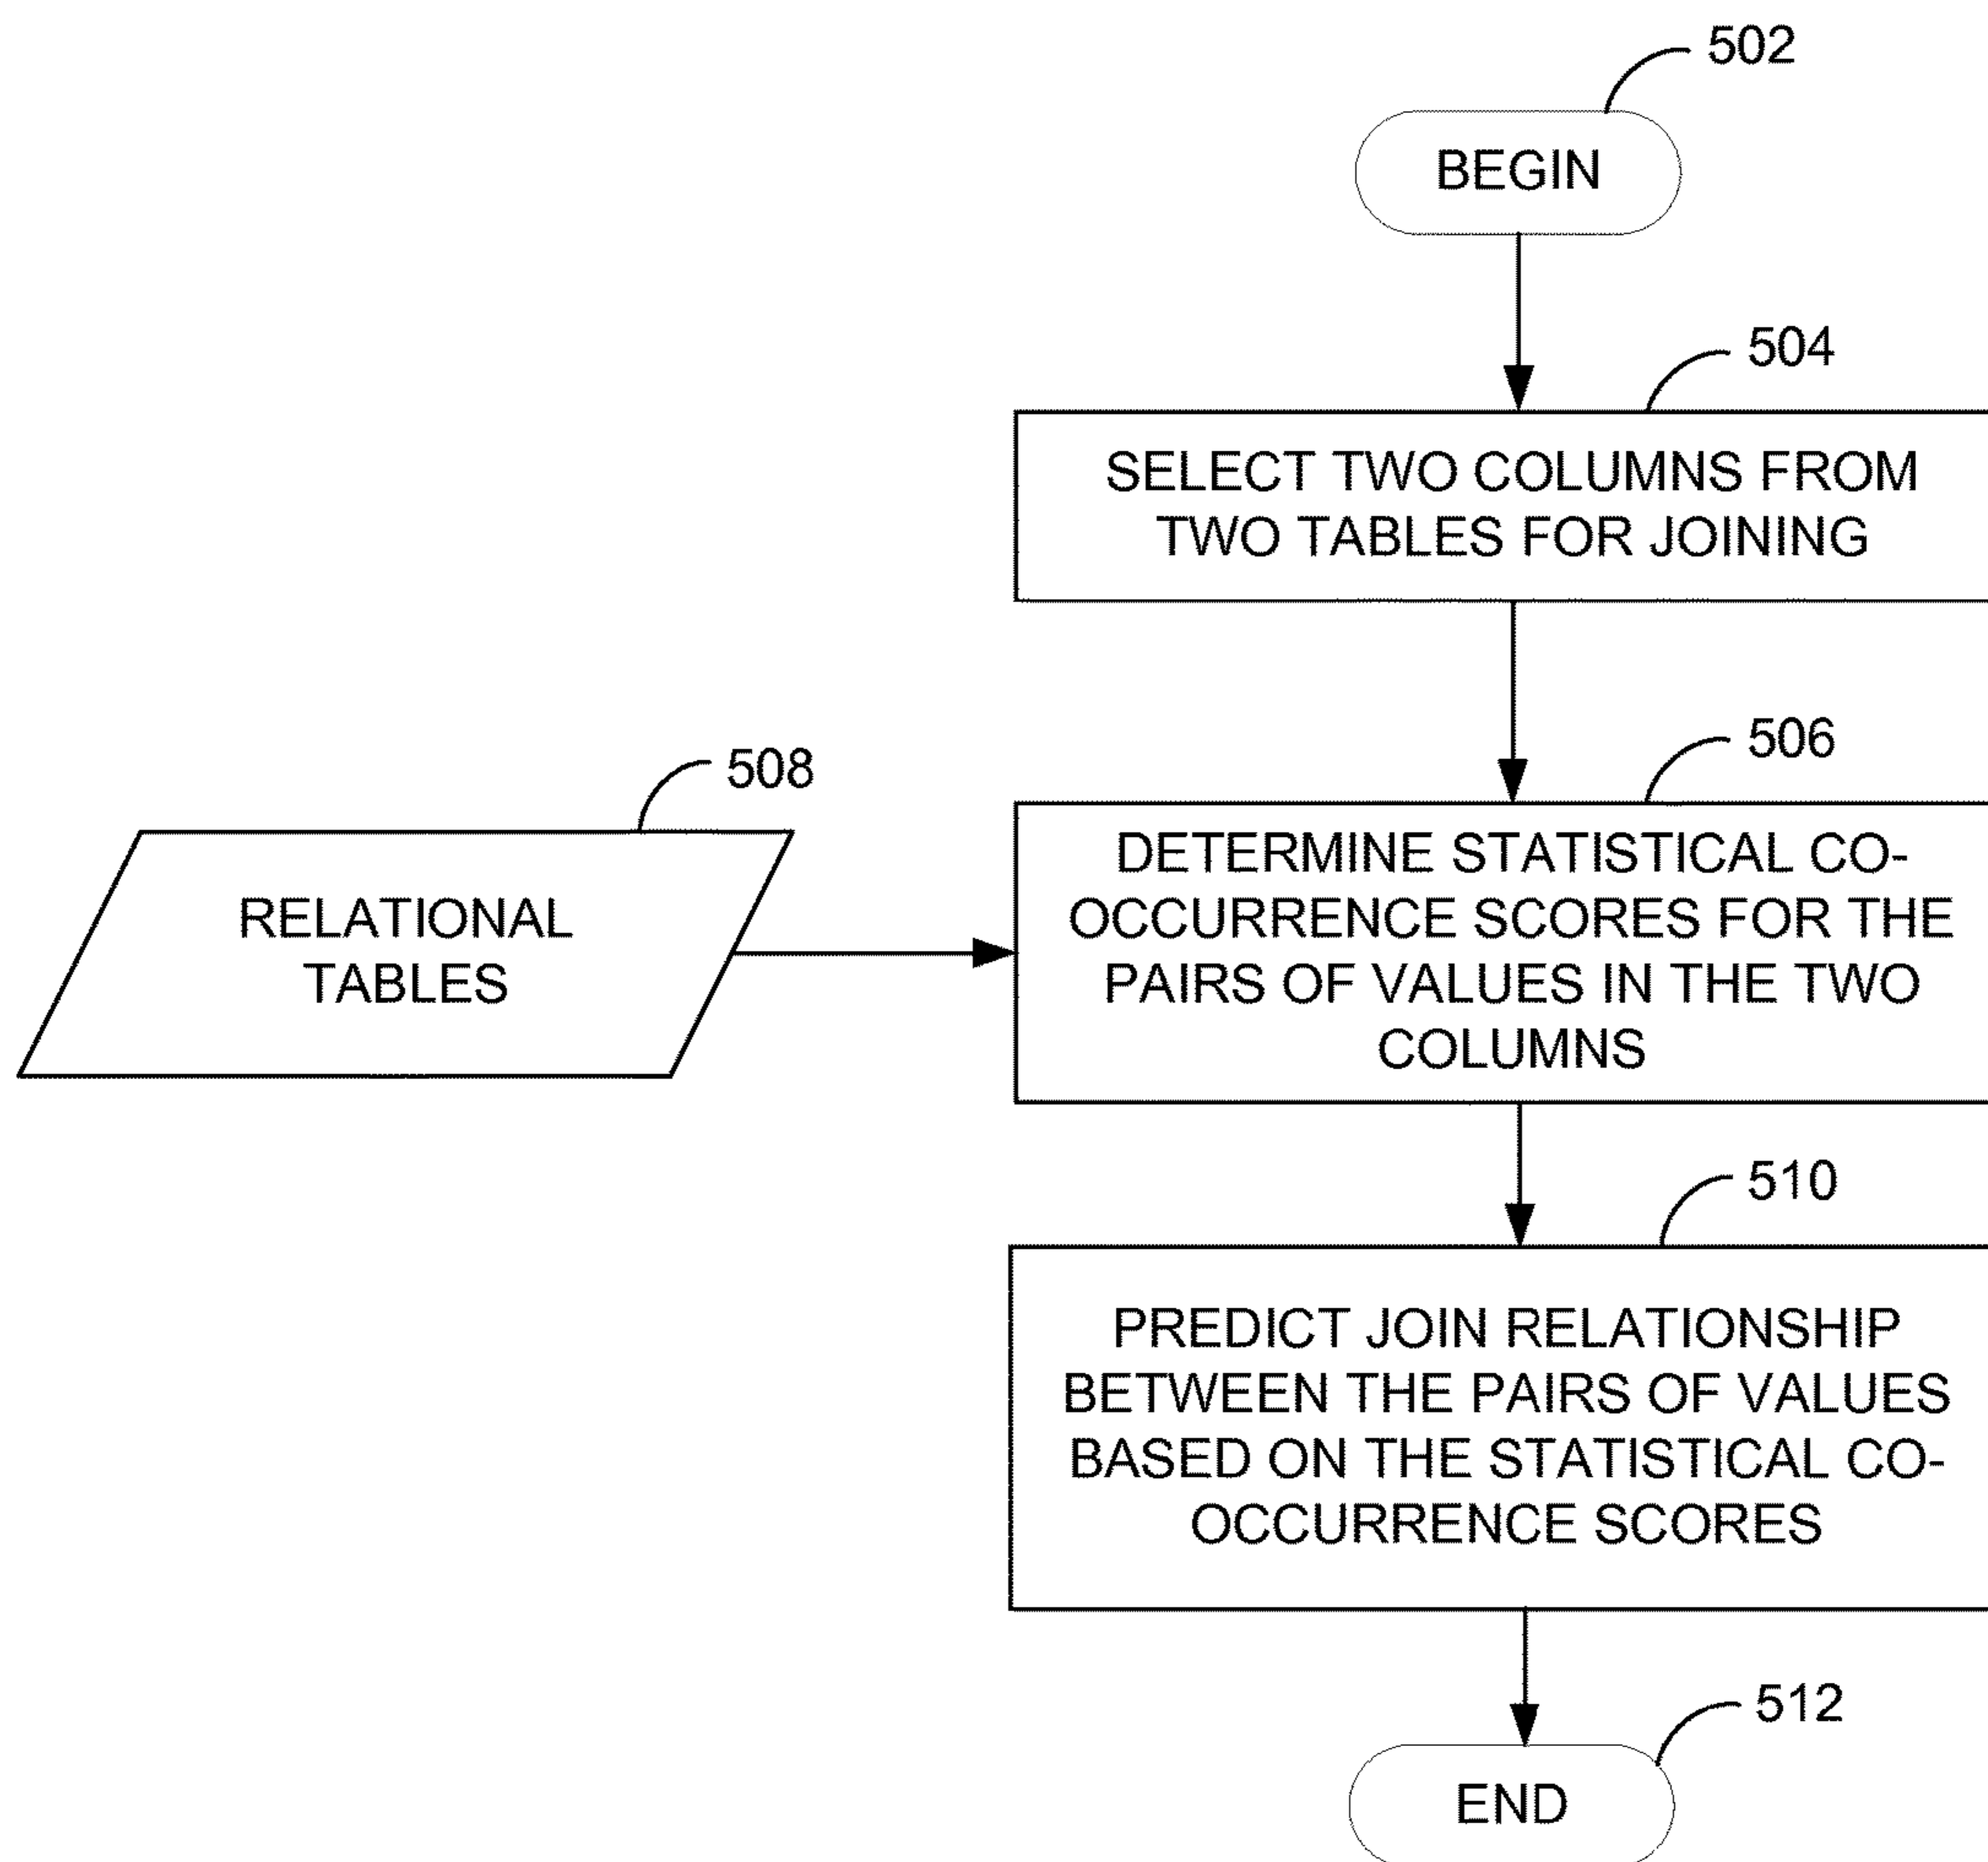 502
BEGIN
504
SELECT TWO COLUMNS FROM
TWO TABLES FOR JOINING
506
508
DETERMINE STATISTICAL CO-
OCCURRENCE SCORES FOR THE
PAIRS OF VALUES IN THE TWO
COLUMNS
RELATIONAL
TABLES
510
PREDICT JOIN RELATIONSHIP
BETWEEN THE PAIRS OF VALUES
BASED ON THE STATISTICAL CO-
OCCURRENCE SCORES
512
END